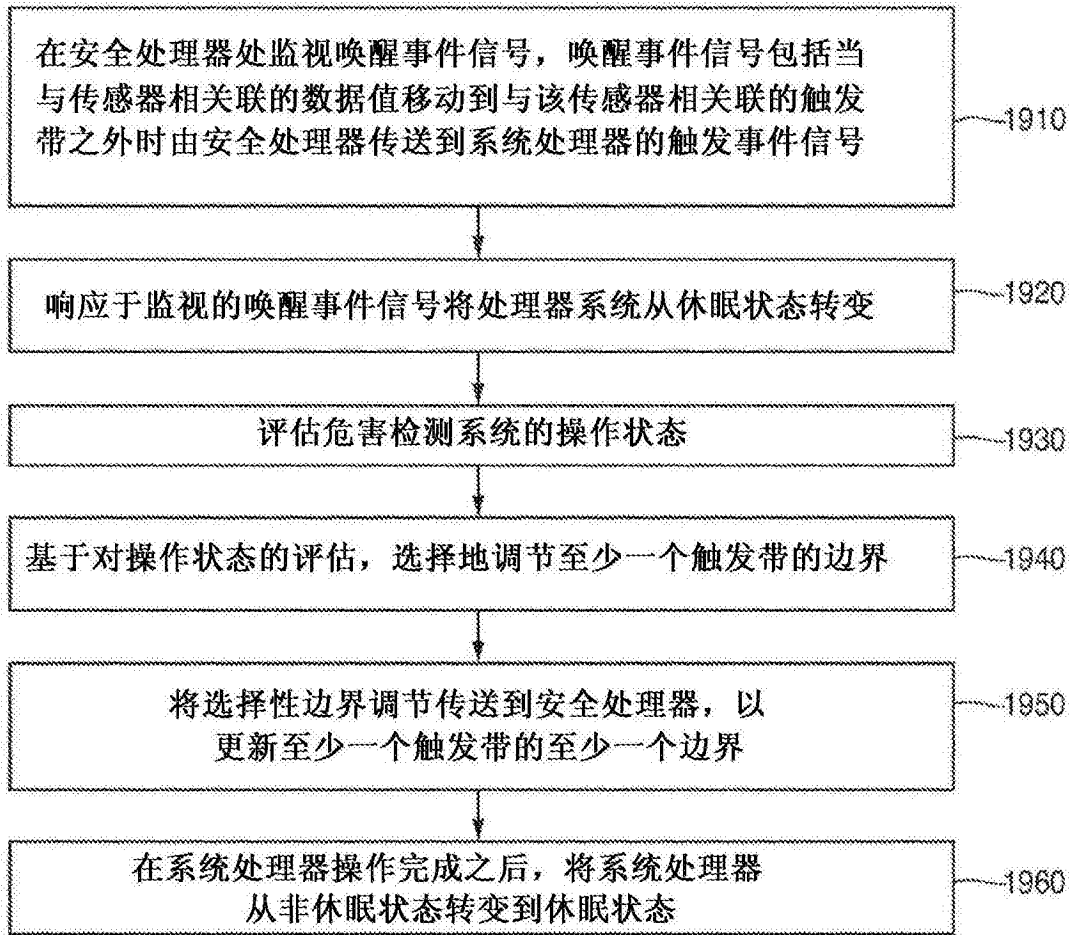 在安全处理器处监视唤醒事件信号，唤醒事件信号包括当
与传感器相关联的数据值移动到与该传感器相关联的触发
带之外时由安全处理器传送到系统处理器的触发事件信号
1910
响应于监视的唤醒事件信号将处理器系统从休眠状态转变
1920
评估危害检测系统的操作状态
1930
基于对操作状态的评估，选择地调节至少一个触发带的边界
1940
将选择性边界调节传送到安全处理器，以
更新至少一个触发带的至少一个边界
1950
在系统处理器操作完成之后，将系统处理器
从非休眠状态转变到休眠状态
1960